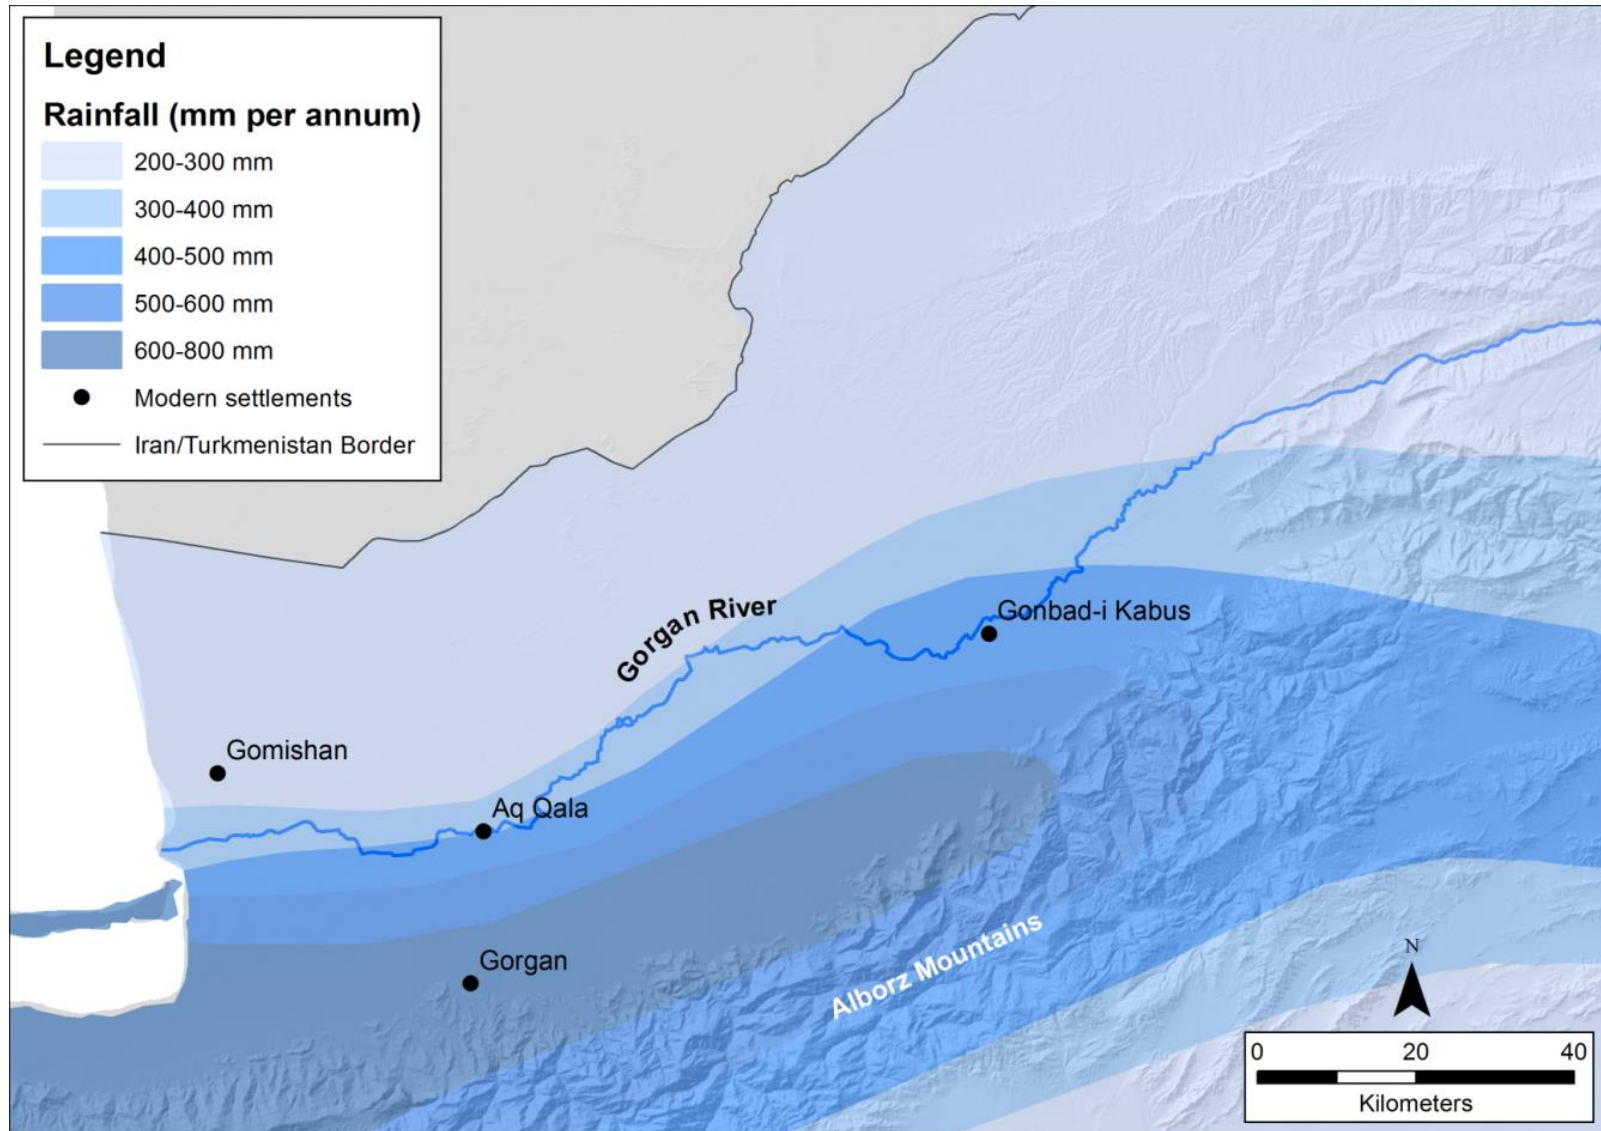 Legend
Rainfall (mm per annum)
200-300 mm
300-400 mm
400-500 mm
500-600 mm
600-800 mm
Modern settlements
Iran/Turkmenistan Border
Gorgan River
Gonbad-i Kabus
Gomishan
Aq Qala
Gorgan
Alborz Mountains
N
0 20 40
Kilometers